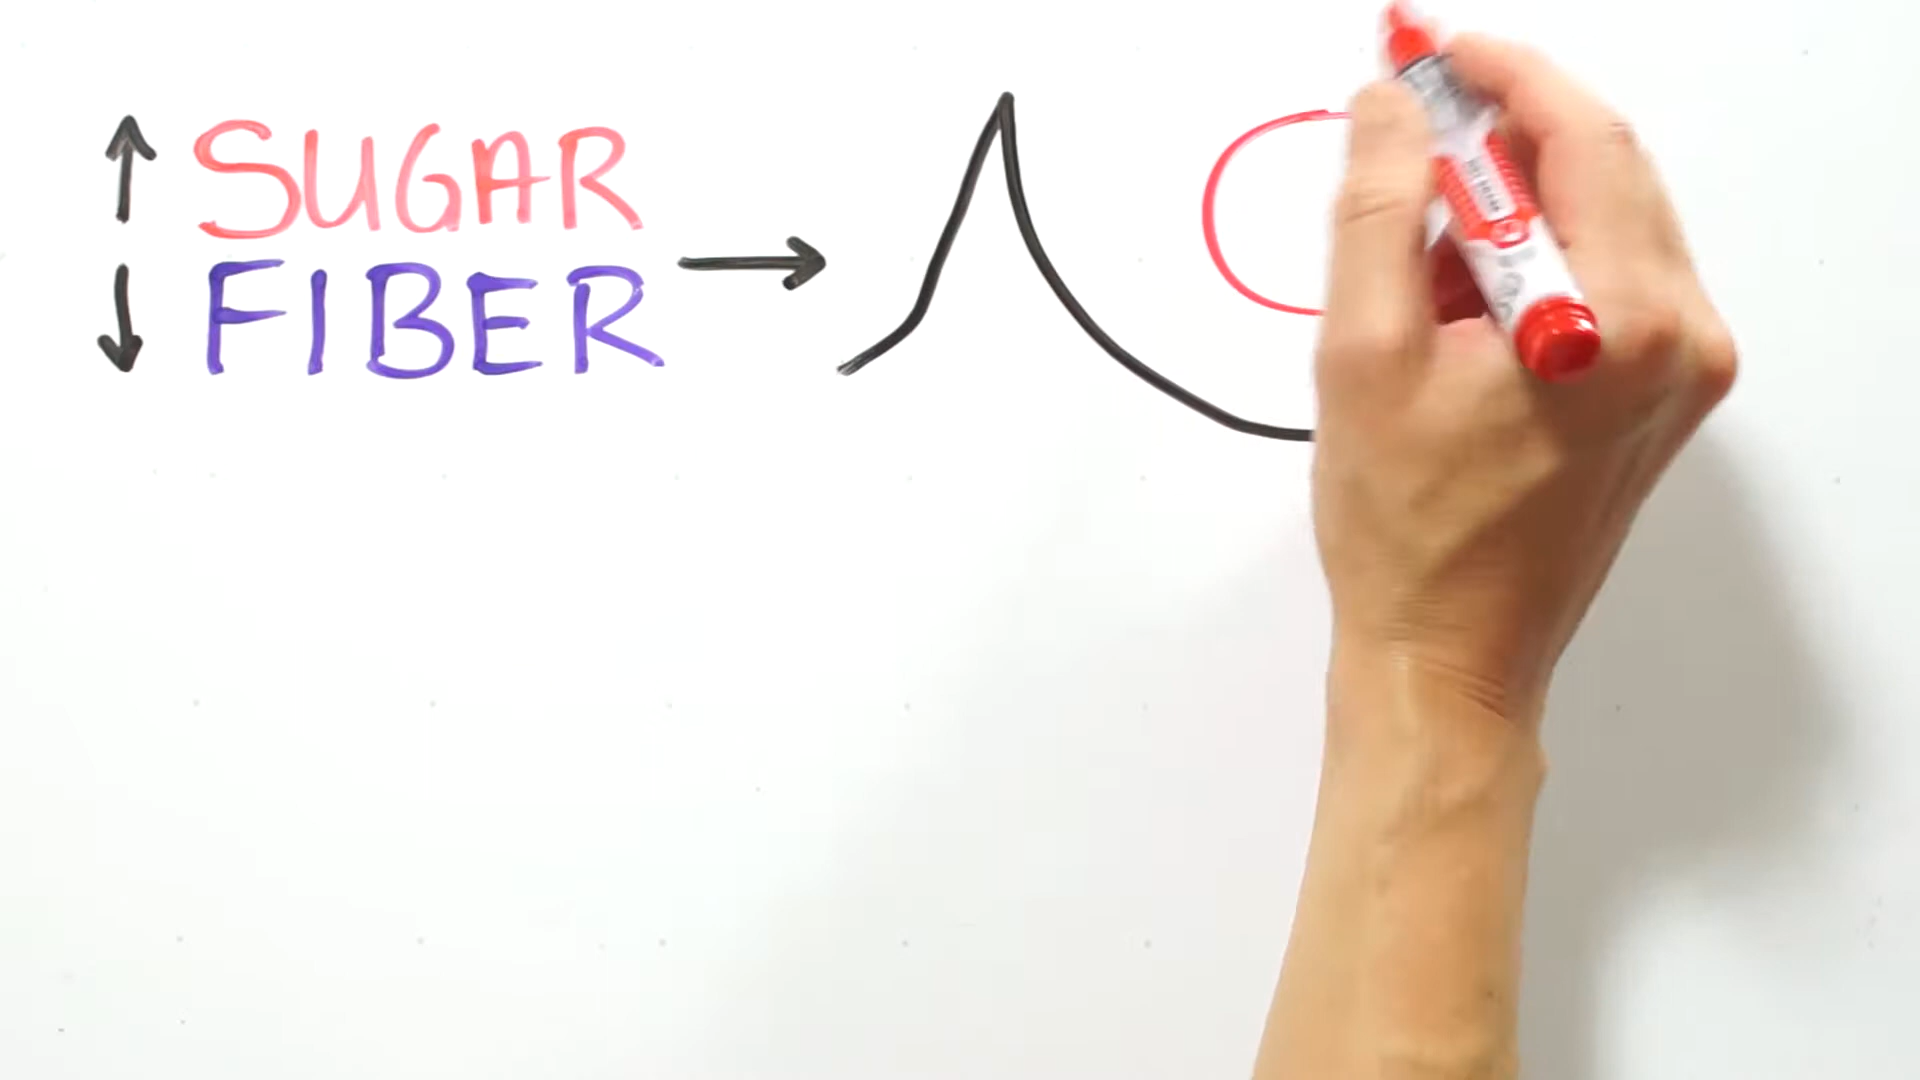 ↑ SUGAR
↓ FIBER →